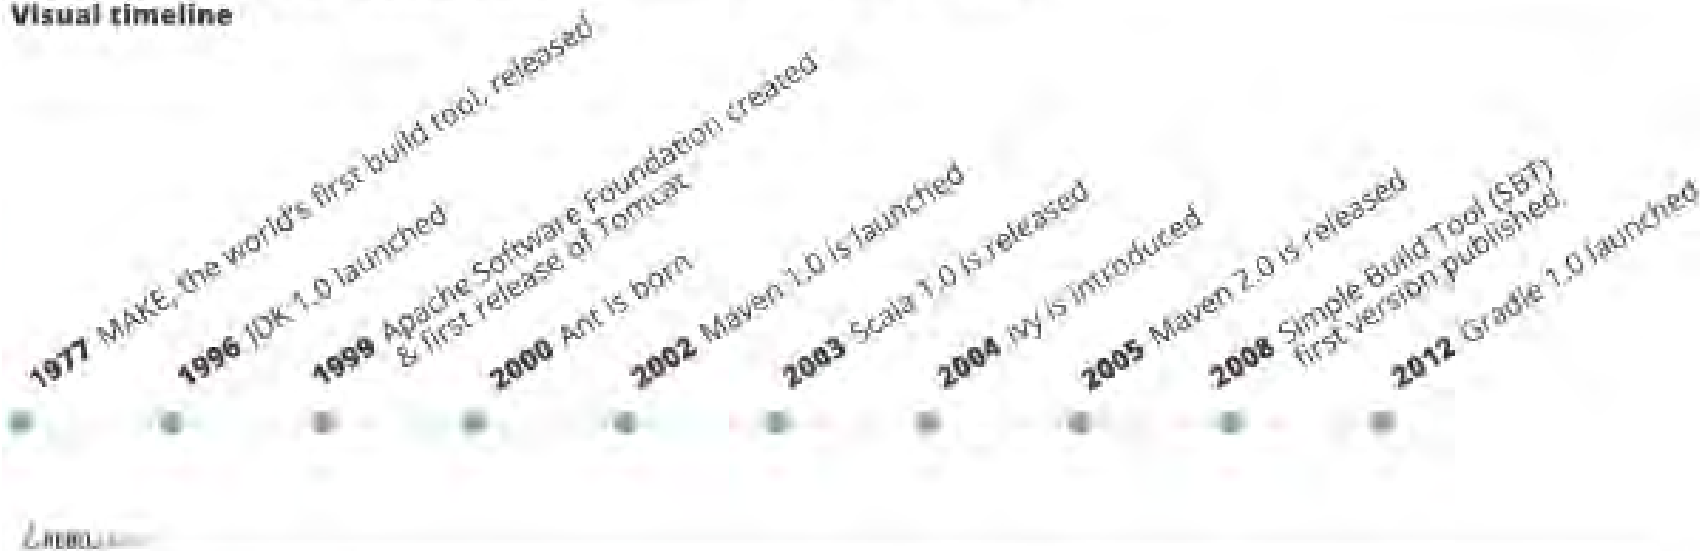 Visual timeline
1977 MAKE, the world's first build tool, released
1996 JDK 1.0 launched
1999 Apache Software Foundation created
& first release of Tomcat
2000 Ant is born
2002 Maven 1.0 is launched
2003 Scala 1.0 is released
2004 Ivy is introduced
2005 Maven 2.0 is released
2008 Simple Build Tool (SBT)
first version published.
2012 Gradle 1.0 launched
REBEL